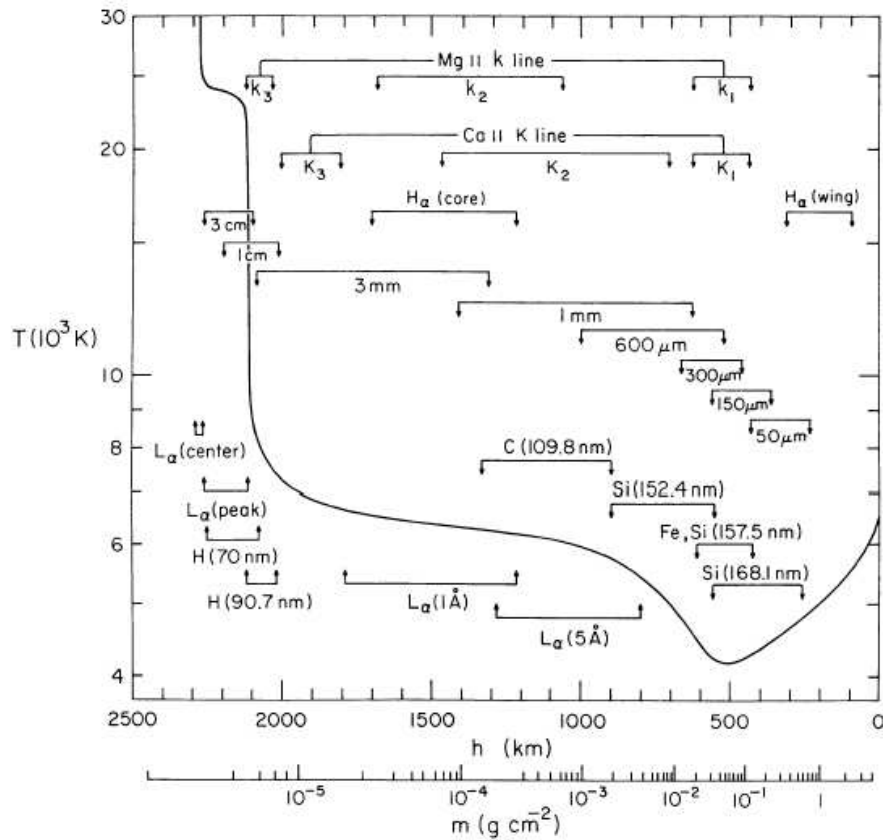 30
Mg II k line
k₃ k₂ k₁
Ca II K line
20
K₃ K₂ K₁
Hα (core) Hα (wing)
3 cm
1 cm
3 mm
1 mm
T(10³K)
600 μm
10
300μm
150μm
50μm
8
Lα(center) C (109.8 nm)
Si(152.4 nm)
Lα(peak)
6
Fe,Si(157.5 nm)
H (70 nm)
Si(168.1nm)
H(90.7 nm) Lα(1Å)
Lα(5Å)
4
2500 2000 1500 1000 500 0
h (km)
10⁻⁵ 10⁻⁴ 10⁻³ 10⁻² 10⁻¹ 1
m (g cm⁻²)